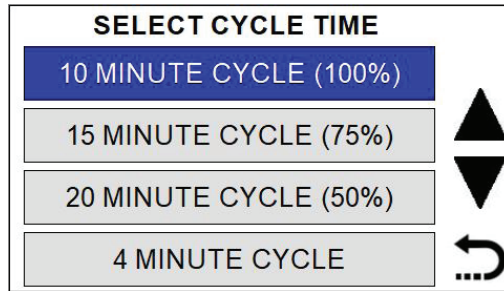 SELECT CYCLE TIME
10 MINUTE CYCLE (100%)
15 MINUTE CYCLE (75%)
20 MINUTE CYCLE (50%)
4 MINUTE CYCLE